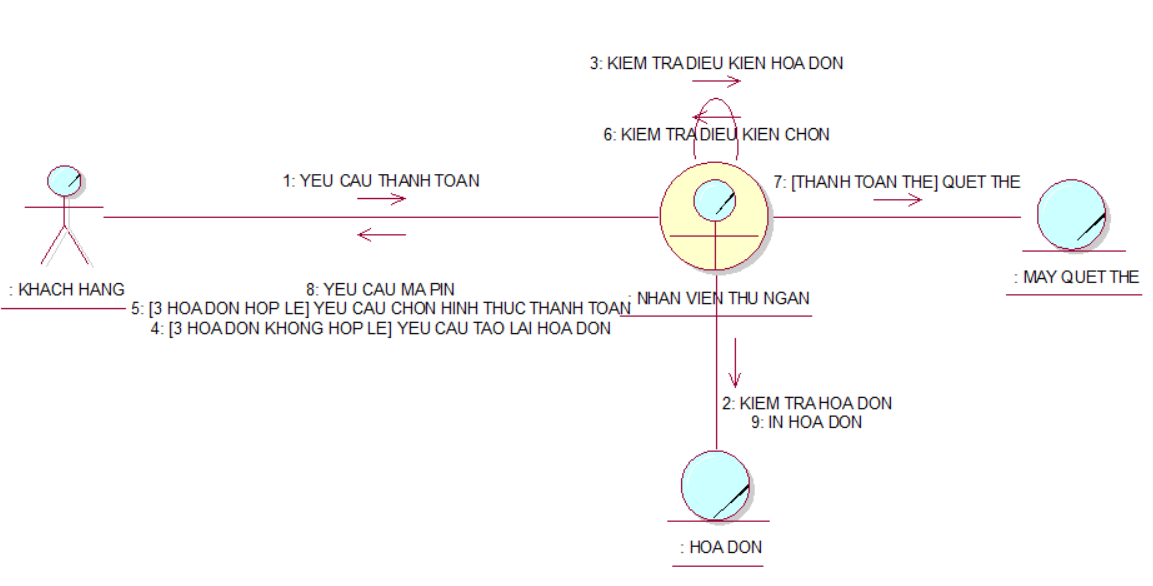 3: KIEM TRA DIEU KIEN HOA DON
6: KIEM TRA DIEU KIEN CHON
1: YEU CAU THANH TOAN
7: [THANH TOAN THE] QUET THE
: KHACH HANG
8: YEU CAU MA PIN
5: [3 HOA DON HOP LE] YEU CAU CHON HINH THUC THANH TOAN
4: [3 HOA DON KHONG HOP LE] YEU CAU TAO LAI HOA DON
: NHAN VIEN THU NGAN
: MAY QUET THE
2: KIEM TRA HOA DON
9: IN HOA DON
: HOA DON